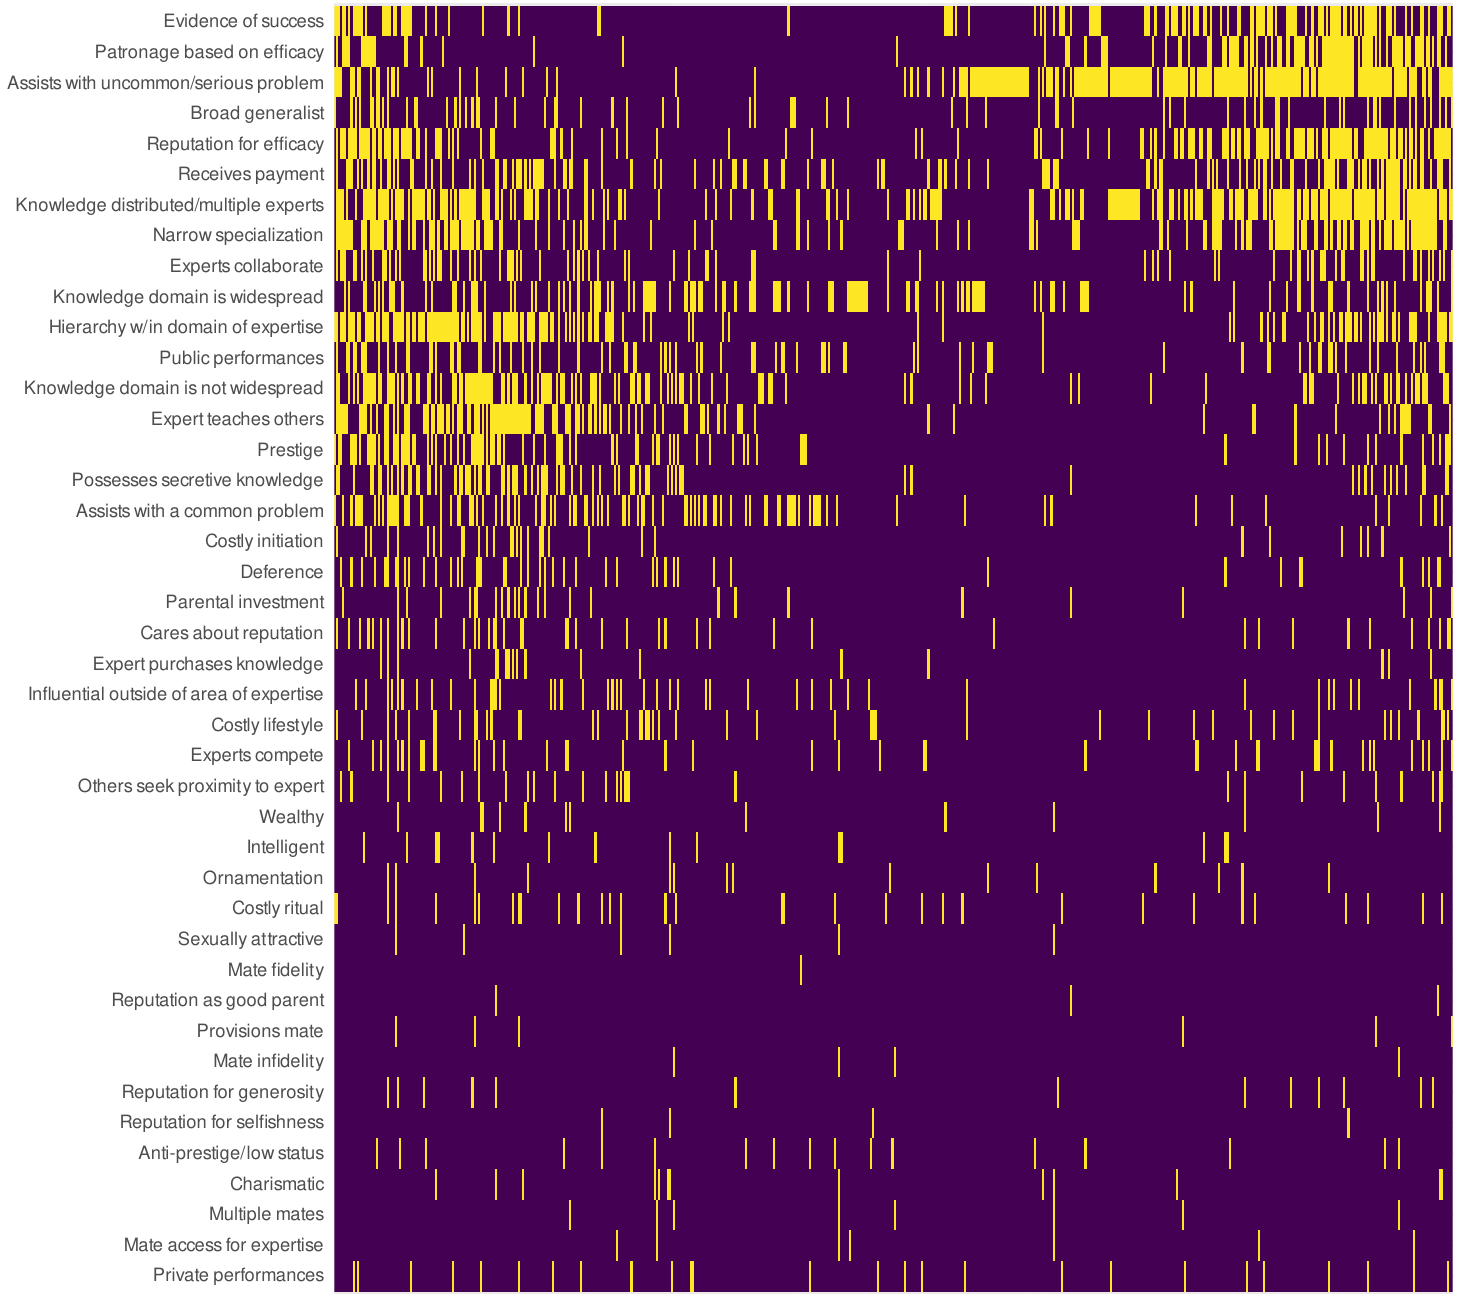 Evidence of success
Patronage based on efficacy
Assists with uncommon/serious problem
Broad generalist
Reputation for efficacy
Receives payment
Knowledge distributed/multiple experts
Narrow specialization
Experts collaborate
Knowledge domain is widespread
Hierarchy w/in domain of expertise
Public performances
Knowledge domain is not widespread
Expert teaches others
Prestige
Possesses secretive knowledge
Assists with a common problem
Costly initiation
Deference
Parental investment
Cares about reputation
Expert purchases knowledge
Influential outside of area of expertise
Costly lifestyle
Experts compete
Others seek proximity to expert
Wealthy
Intelligent
Ornamentation
Costly ritual
Sexually attractive
Mate fidelity
Reputation as good parent
Provisions mate
Mate infidelity
Reputation for generosity
Reputation for selfishness
Anti-prestige/low status
Charismatic
Multiple mates
Mate access for expertise
Private performances